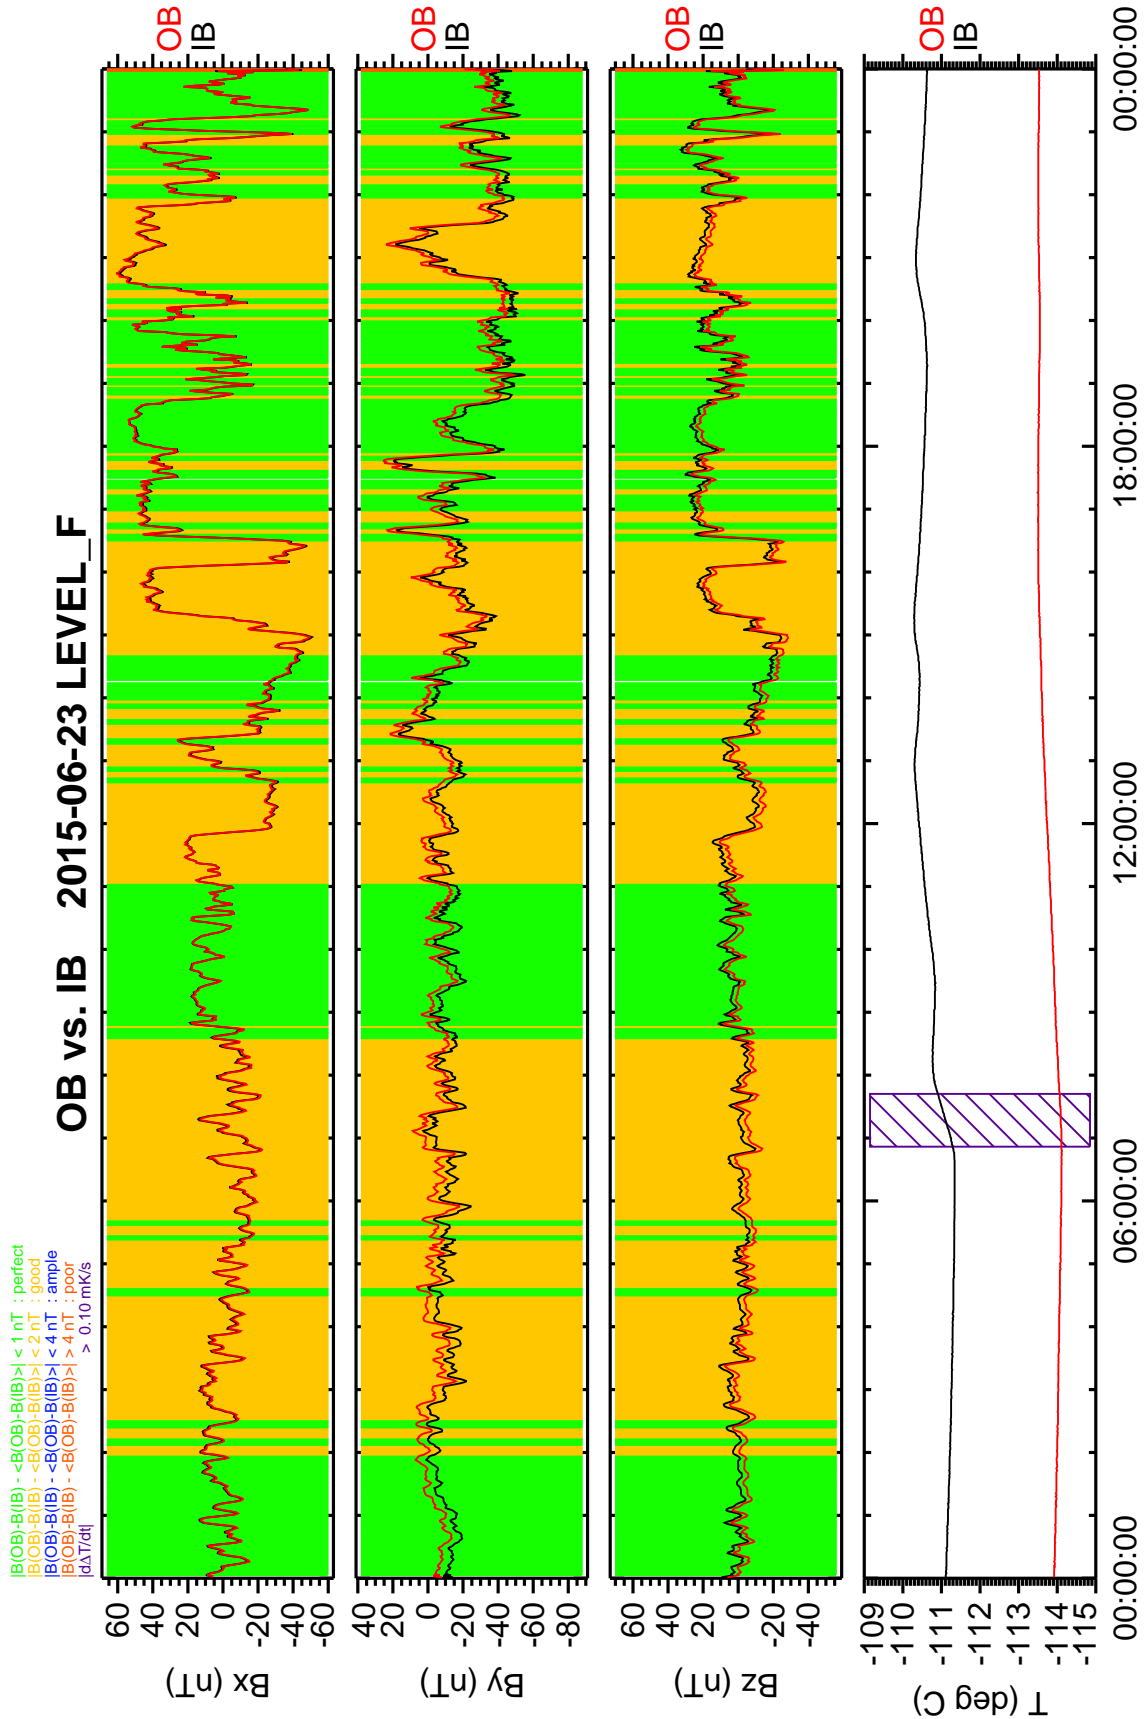 |B(OB)-B(IB) - <B(OB)-B(IB)>| < 1 nT : perfect
|B(OB)-B(IB) - <B(OB)-B(IB)>| < 2 nT : good
|B(OB)-B(IB) - <B(OB)-B(IB)>| < 4 nT : ample
|B(OB)-B(IB) - <B(OB)-B(IB)>| > 4 nT : poor
|dΔT/dt| > 0.10 mK/s
OB vs. IB 2015-06-23 LEVEL_F
Bx (nT)
60
40
20
0
-20
-40
-60
OB
IB
By (nT)
40
20
0
-20
-40
-60
-80
OB
IB
Bz (nT)
60
40
20
0
-20
-40
OB
IB
T (deg C)
-109
-110
-111
-112
-113
-114
-115
OB
IB
00:00:00
06:00:00
12:00:00
18:00:00
00:00:00